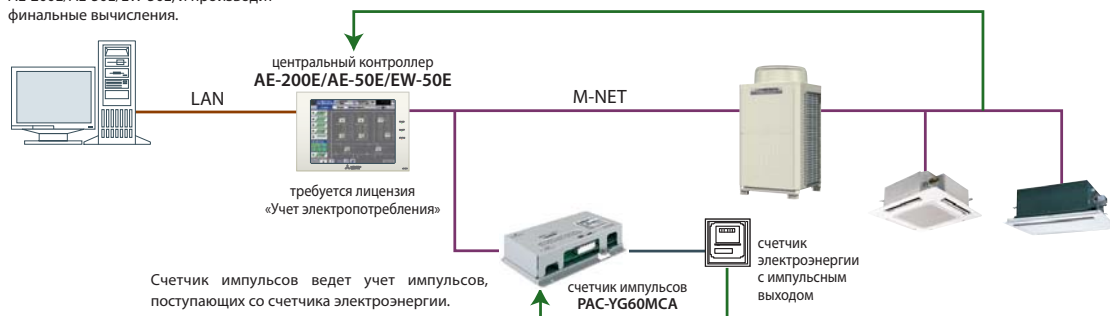 финальные вычисления.
центральный контроллер
AE-200E/AE-50E/EW-50E
LAN
M-NET
требуется лицензия
«Учет электропотребления»
Счетчик импульсов ведет учет импульсов,
поступающих со счетчика электроэнергии.
счетчик импульсов
PAC-YG60MCA
счетчик
электроэнергии
с импульсным
выходом